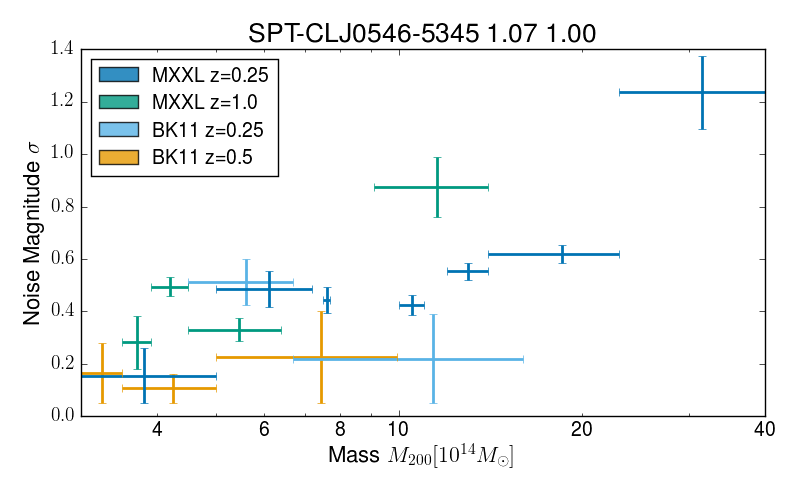 SPT-CLJ0546-5345 1.07 1.00
1.4
1.2
1.0
0.8
0.6
0.4
0.2
0.0
Noise Magnitude σ
MXXL z=0.25
MXXL z=1.0
BK11 z=0.25
BK11 z=0.5
4 6 8 10 20 40
Mass M₂₀₀[10¹⁴M☉]